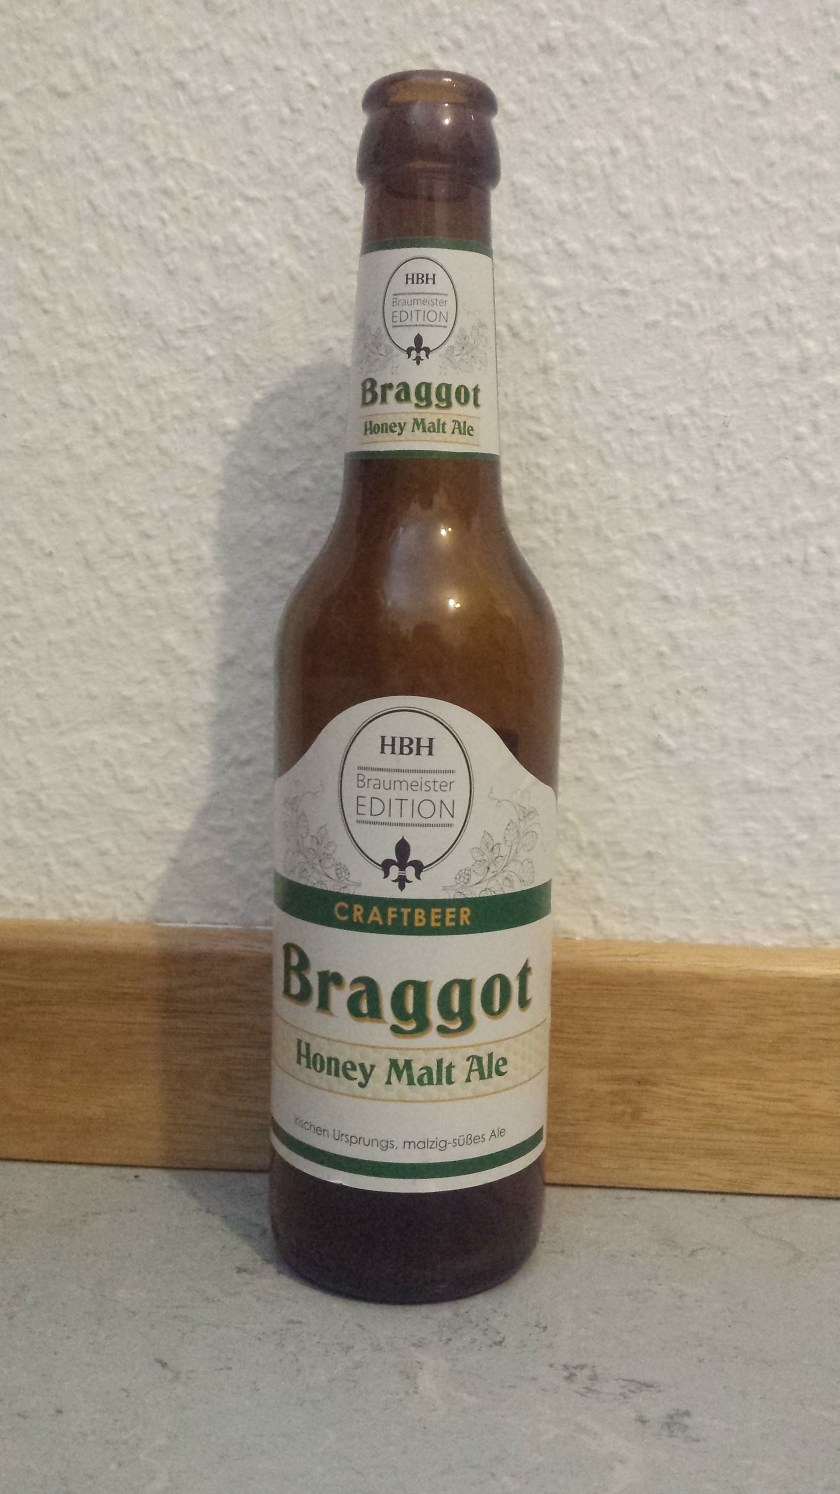 HBH
Braumeister
EDITION
Braggot
Honey Malt Ale
HBH
Braumeister
EDITION
CRAFTBEER
Braggot
Honey Malt Ale
Ursprungs, malzig-süßes Ale